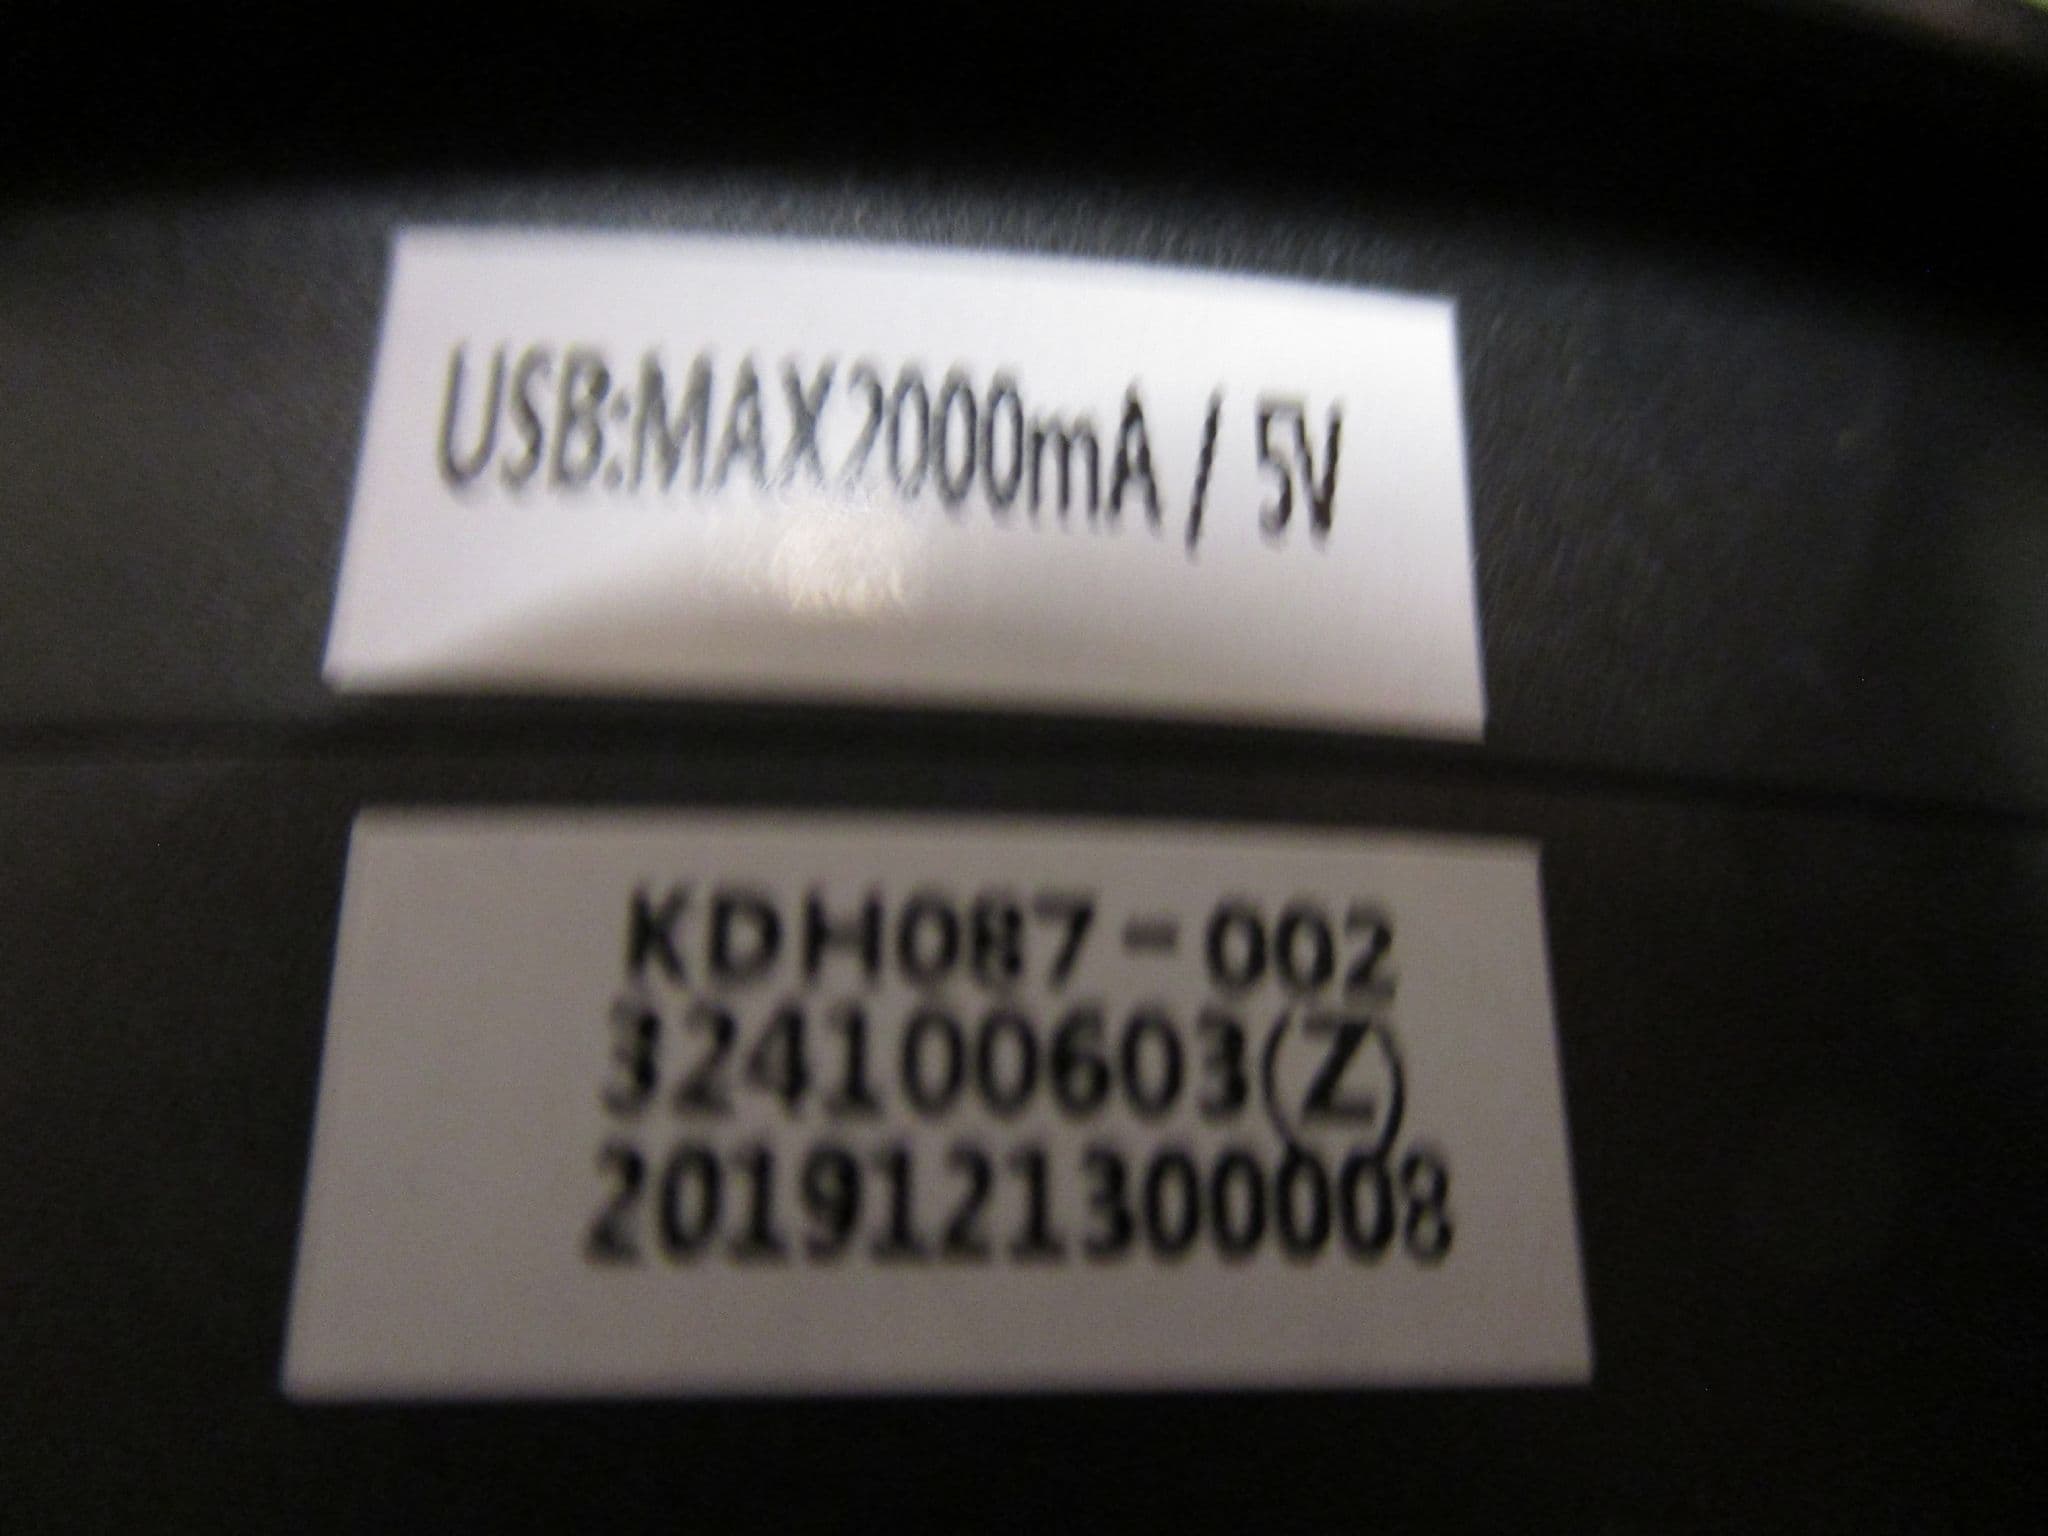 USB:MAX2000mA / 5V
KDH087-002
324100603(Z)
2019121300008